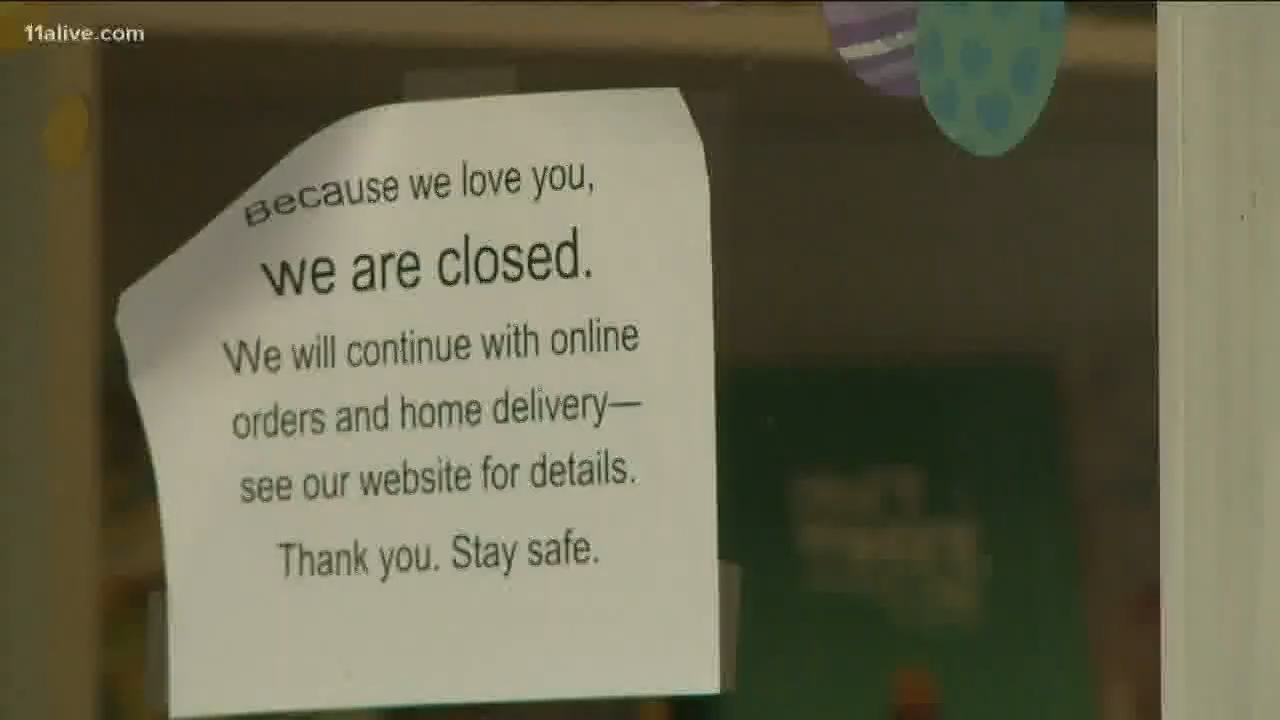 11alive.com
Because we love you,
we are closed.
We will continue with online
orders and home delivery—
see our website for details.
Thank you. Stay safe.